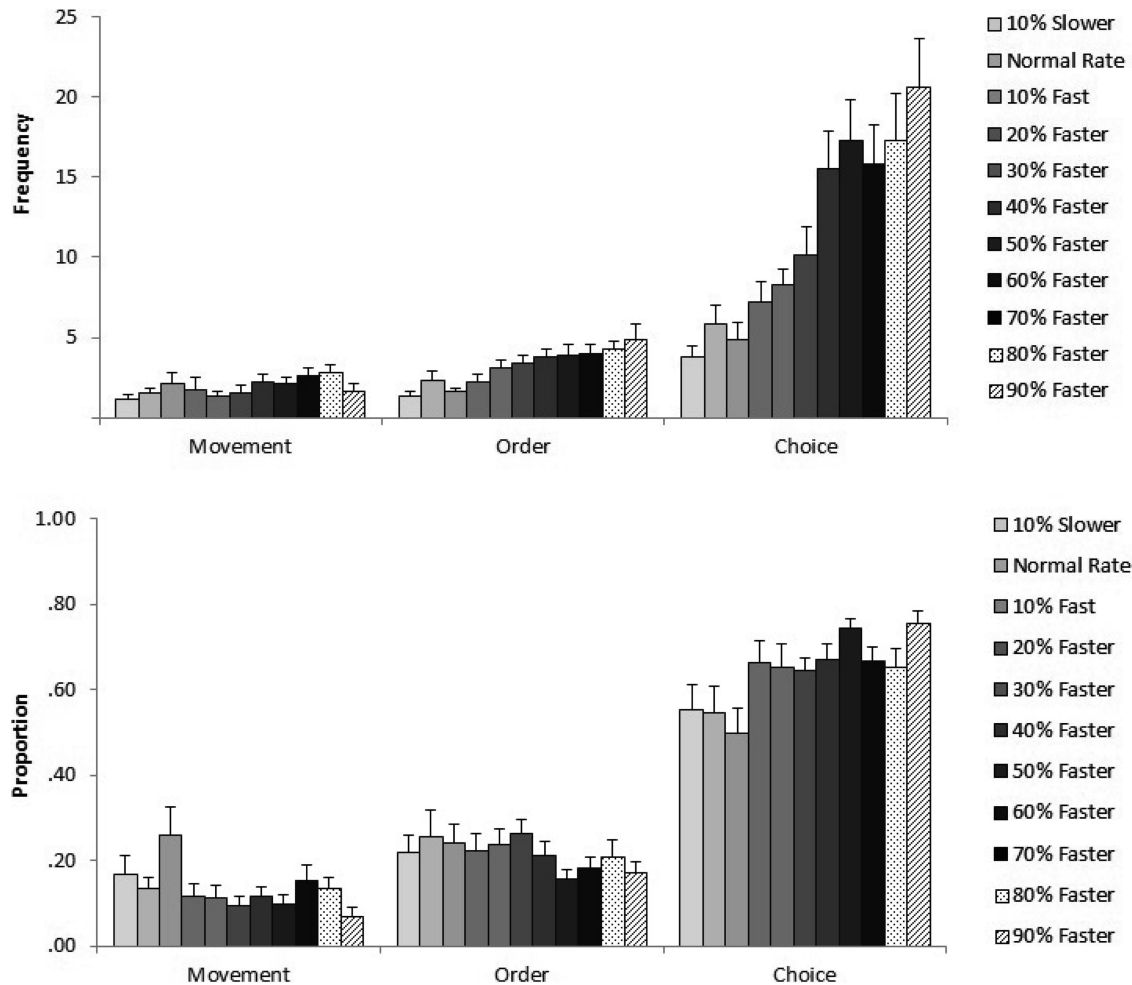 25
20
15
10
5
Frequency
Movement
Order
Choice
10% Slower
Normal Rate
10% Fast
20% Faster
30% Faster
40% Faster
50% Faster
60% Faster
70% Faster
80% Faster
90% Faster
1.00
.80
.60
.40
.20
.00
Proportion
Movement
Order
Choice
10% Slower
Normal Rate
10% Fast
20% Faster
30% Faster
40% Faster
50% Faster
60% Faster
70% Faster
80% Faster
90% Faster